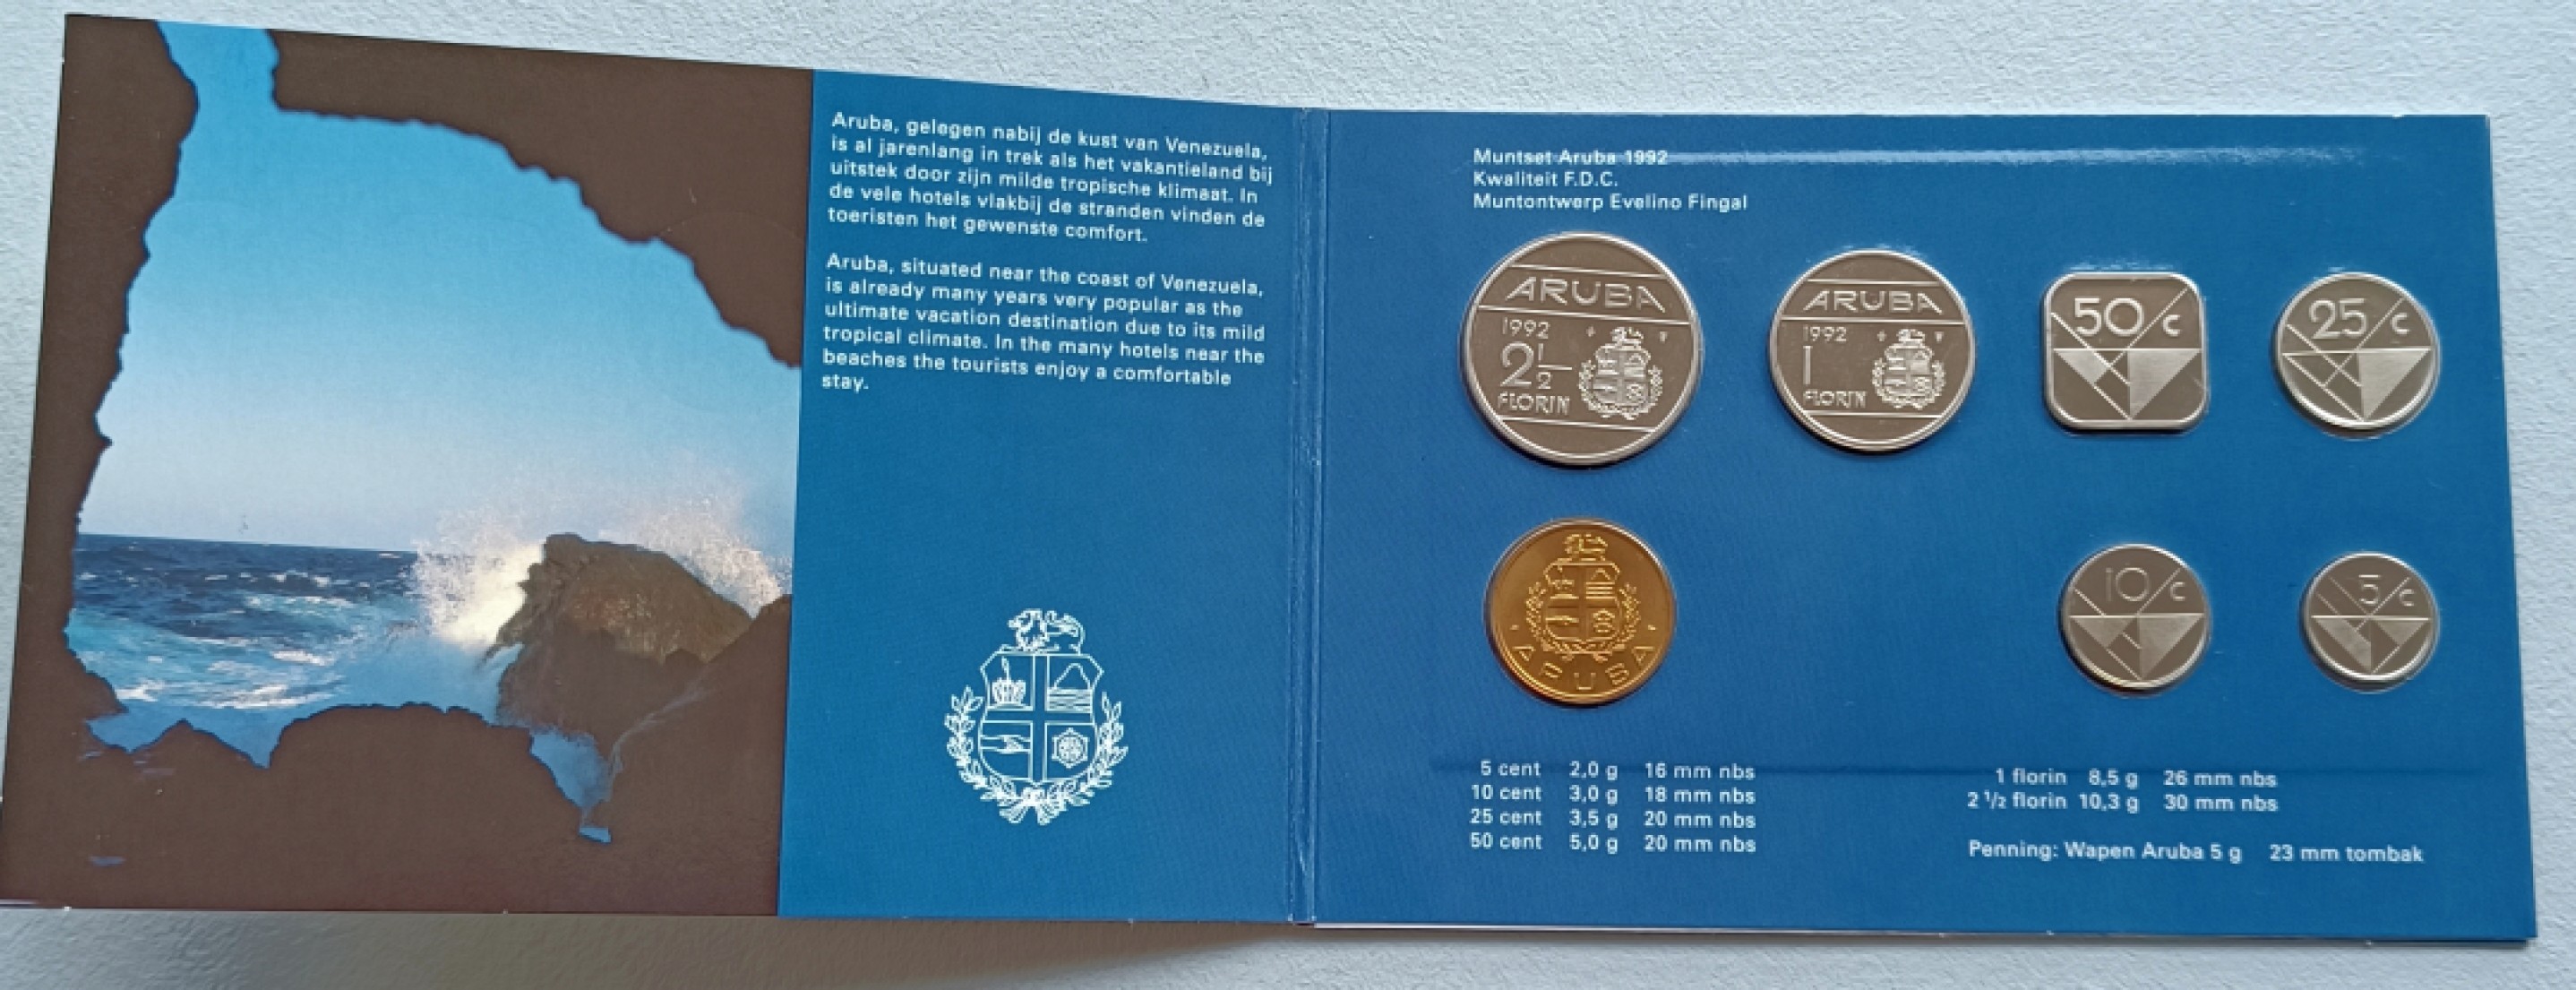 Aruba, gelegen nabij de kust van Venezuela,
is al jarenlang in trek als het vakantieland bij
uitstek door zijn milde tropische klimaat. In
de vele hotels vlakbij de stranden vinden de
toeristen het gewenste comfort.
Aruba, situated near the coast of Venezuela,
is already many years very popular as the
ultimate vacation destination due to its mild
tropical climate. In the many hotels near the
beaches the tourists enjoy a comfortable
stay.
Muntset Aruba 1992
Kwaliteit F.D.C.
Muntontwerp Evelino Fingal
ARUBA
1992
2 1/2
FLORIN
ARUBA
1992
1
FLORIN
50 c
25 c
ARUBA
10 c
5 c
5 cent 2,0 g 16 mm nbs
10 cent 3,0 g 18 mm nbs
25 cent 3,5 g 20 mm nbs
50 cent 5,0 g 20 mm nbs
1 florin 8,5 g 26 mm nbs
2 1/2 florin 10,3 g 30 mm nbs
Penning: Wapen Aruba 5 g 23 mm tombak